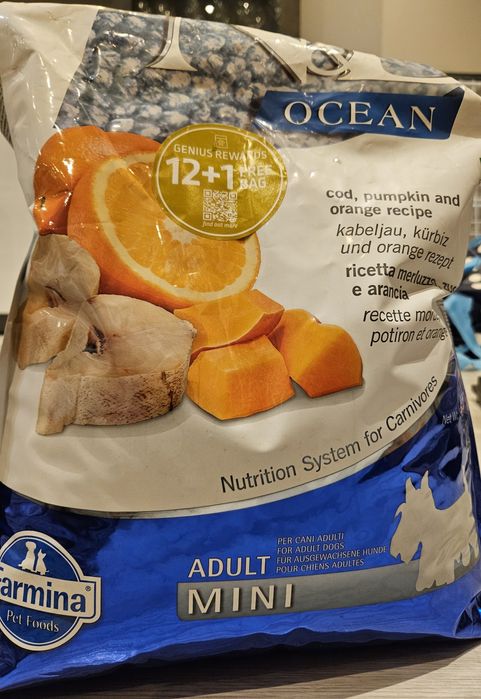 OCEAN
GENIUS REWARDS
12+1 FREE
BAG
find out more
cod, pumpkin and
orange recipe
kabeljau, kürbiz
und orange rezept
ricetta merluzzo,
e arancia
recette
potiron et orange
Nutrition System for Carnivores
Net
PER CANI ADULTI
FOR ADULT DOGS
FÜR AUSGEWACHSENE HUNDE
POUR CHIENS ADULTES
ADULT
MINI
farmina®
Pet Foods